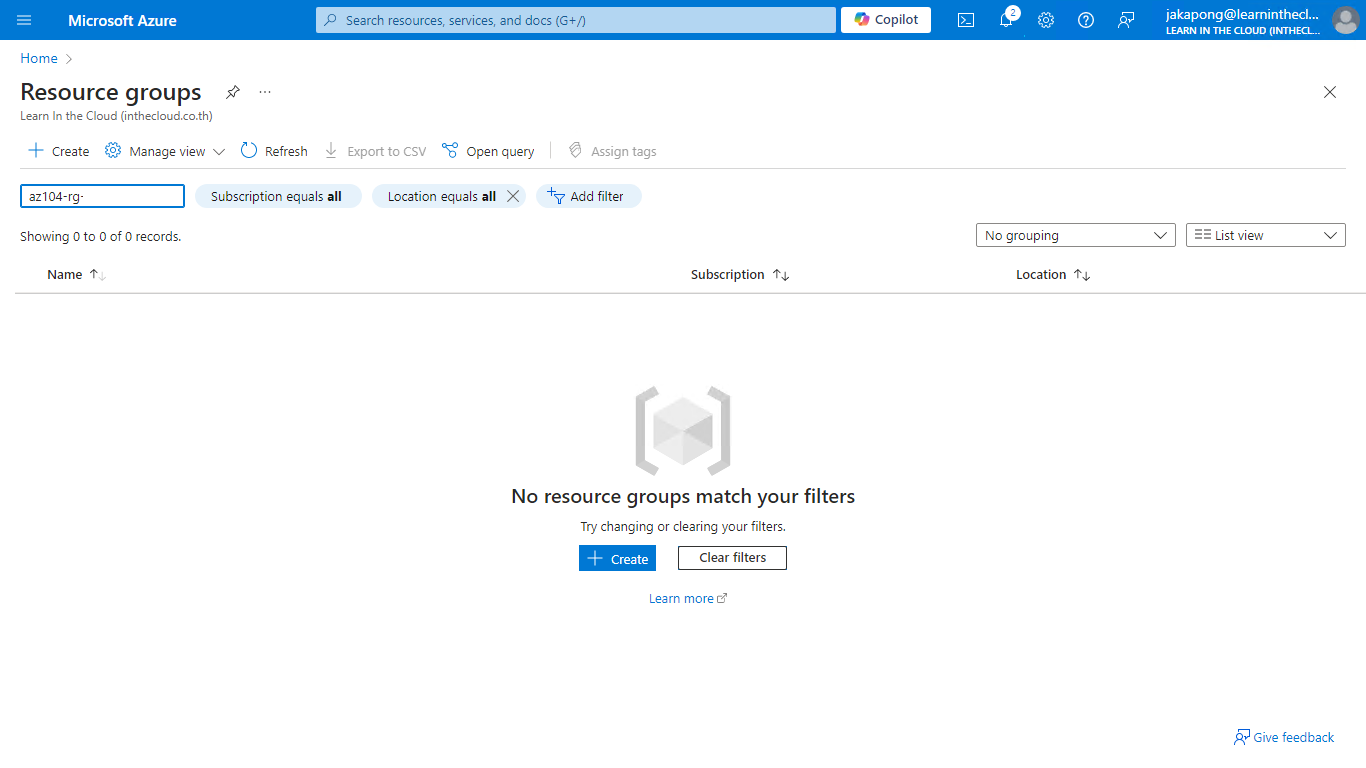 Microsoft Azure
Search resources, services, and docs (G+/)
Copilot
2
jakapong@learninthecl...
LEARN IN THE CLOUD (INTHECL...
Home
Resource groups
Learn In the Cloud (inthecloud.co.th)
Create
Manage view
Refresh
Export to CSV
Open query
Assign tags
az104-rg-
Subscription equals all
Location equals all
Add filter
Showing 0 to 0 of 0 records.
No grouping
List view
Name
Subscription
Location
No resource groups match your filters
Try changing or clearing your filters.
Create
Clear filters
Learn more
Give feedback